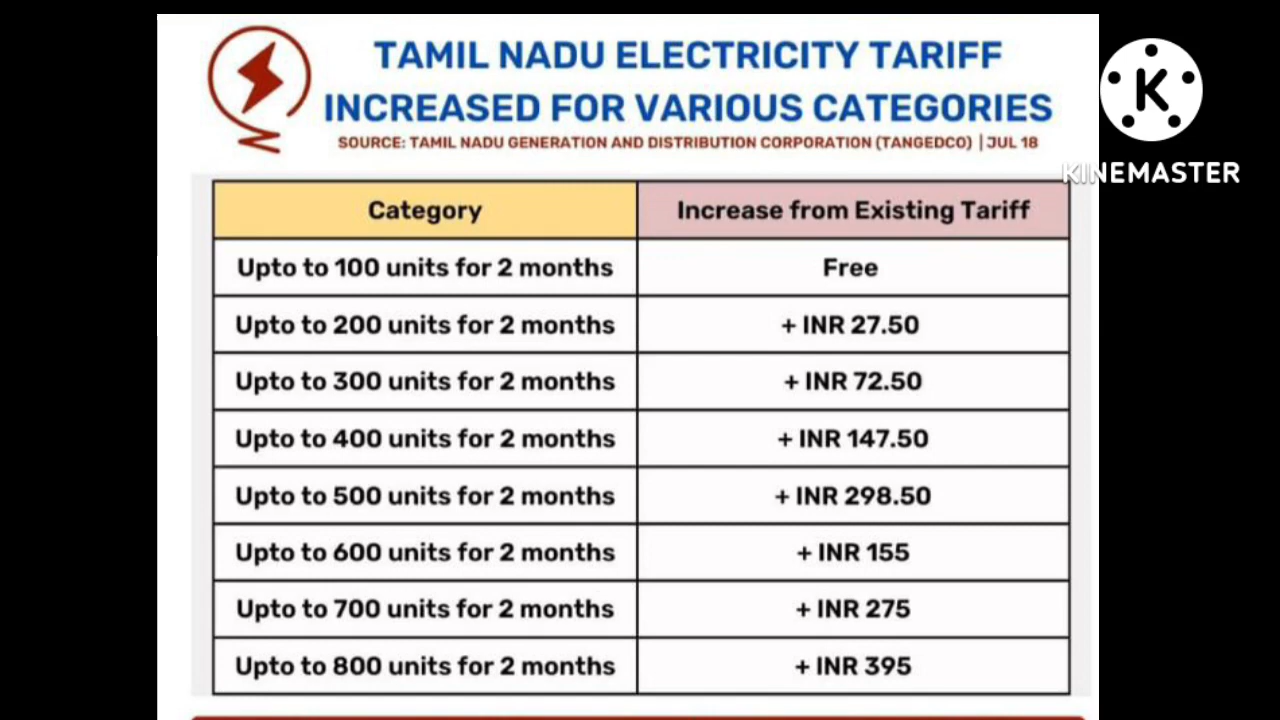 TAMIL NADU ELECTRICITY TARIFF
INCREASED FOR VARIOUS CATEGORIES
SOURCE: TAMIL NADU GENERATION AND DISTRIBUTION CORPORATION (TANGEDCO) | JUL 18
K
KINEMASTER
Category Increase from Existing Tariff
Upto to 100 units for 2 months Free
Upto to 200 units for 2 months + INR 27.50
Upto to 300 units for 2 months + INR 72.50
Upto to 400 units for 2 months + INR 147.50
Upto to 500 units for 2 months + INR 298.50
Upto to 600 units for 2 months + INR 155
Upto to 700 units for 2 months + INR 275
Upto to 800 units for 2 months + INR 395